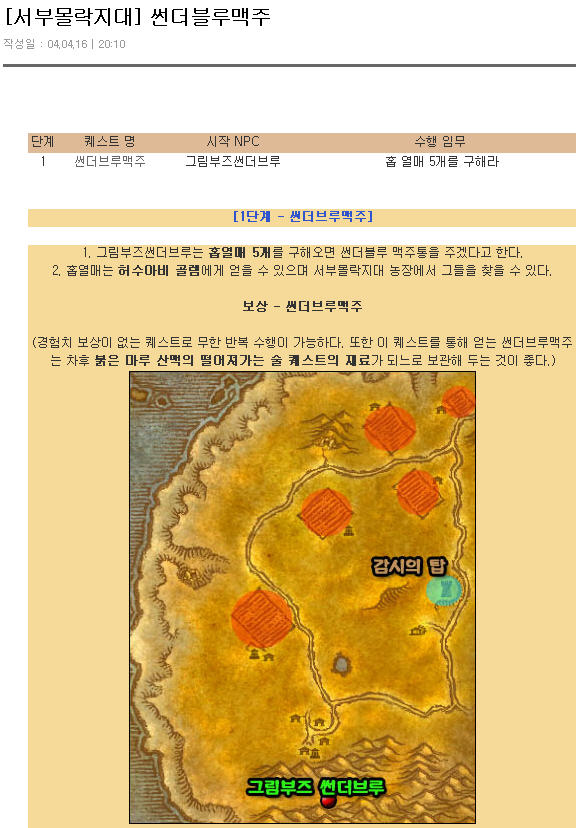 [서부몰락지대] 썬더블루맥주
작성일 : 04,04,16 | 20:10
단계 퀘스트 명 시작 NPC 수행 임무
1 썬더브루맥주 그림부즈썬더브루 홉 열매 5개를 구해라
[1단계 - 썬더브루맥주]
1. 그림부즈썬더브루는 홉열매 5개를 구해오면 썬더블루 맥주통을 주겠다고 한다.
2. 홉열매는 허수아비 골렘에게 얻을 수 있으며 서부몰락지대 농장에서 그들을 찾을 수 있다.
보상 - 썬더브루맥주
(경험치 보상이 없는 퀘스트로 무한 반복 수행이 가능하다. 또한 이 퀘스트를 통해 얻는 썬더브루맥주
는 차후 붉은 마루 산맥의 떨어져가는 술 퀘스트의 재료가 되느로 보관해 두는 것이 좋다.)
감시의 탑
그림부즈 썬더브루